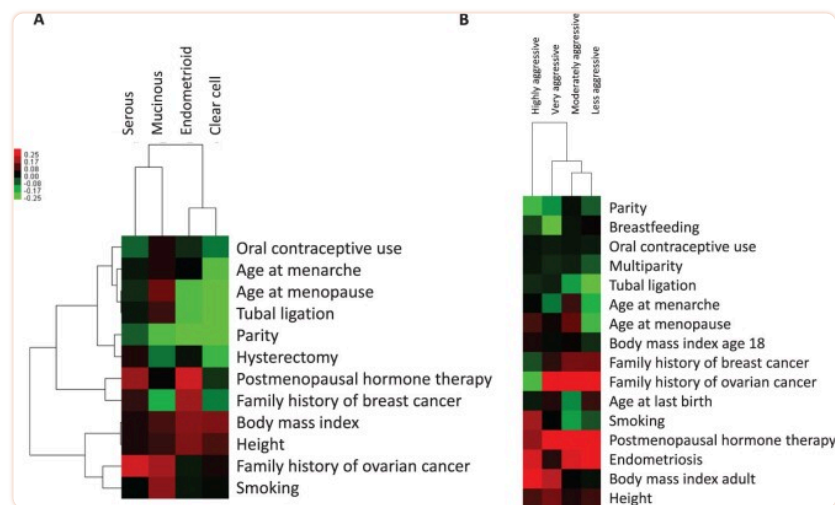 A
Serous
Mucinous
Endometrioid
Clear cell
0.25
0.17
0.08
0.00
-0.08
-0.17
-0.25
Oral contraceptive use
Age at menarche
Age at menopause
Tubal ligation
Parity
Hysterectomy
Postmenopausal hormone therapy
Family history of breast cancer
Body mass index
Height
Family history of ovarian cancer
Smoking
B
Highly aggressive
Very aggressive
Moderately aggressive
Less aggressive
Parity
Breastfeeding
Oral contraceptive use
Multiparity
Tubal ligation
Age at menarche
Age at menopause
Body mass index age 18
Family history of breast cancer
Family history of ovarian cancer
Age at last birth
Smoking
Postmenopausal hormone therapy
Endometriosis
Body mass index adult
Height